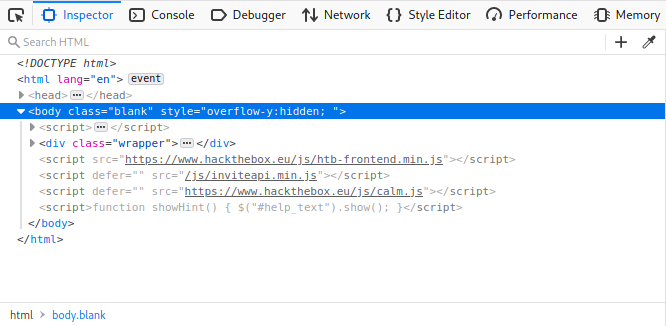 Inspector Console Debugger Network Style Editor Performance Memory
Search HTML
<!DOCTYPE html>
<html lang="en"> event
<head> ••• </head>
<body class="blank" style="overflow-y:hidden; ">
<script> ••• </script>
<div class="wrapper"> ••• </div>
<script src="https://www.hackthebox.eu/js/htb-frontend.min.js"></script>
<script defer="" src="/js/inviteapi.min.js"></script>
<script defer="" src="https://www.hackthebox.eu/js/calm.js"></script>
<script>function showHint() { $("#help_text").show(); }</script>
</body>
</html>
html > body.blank